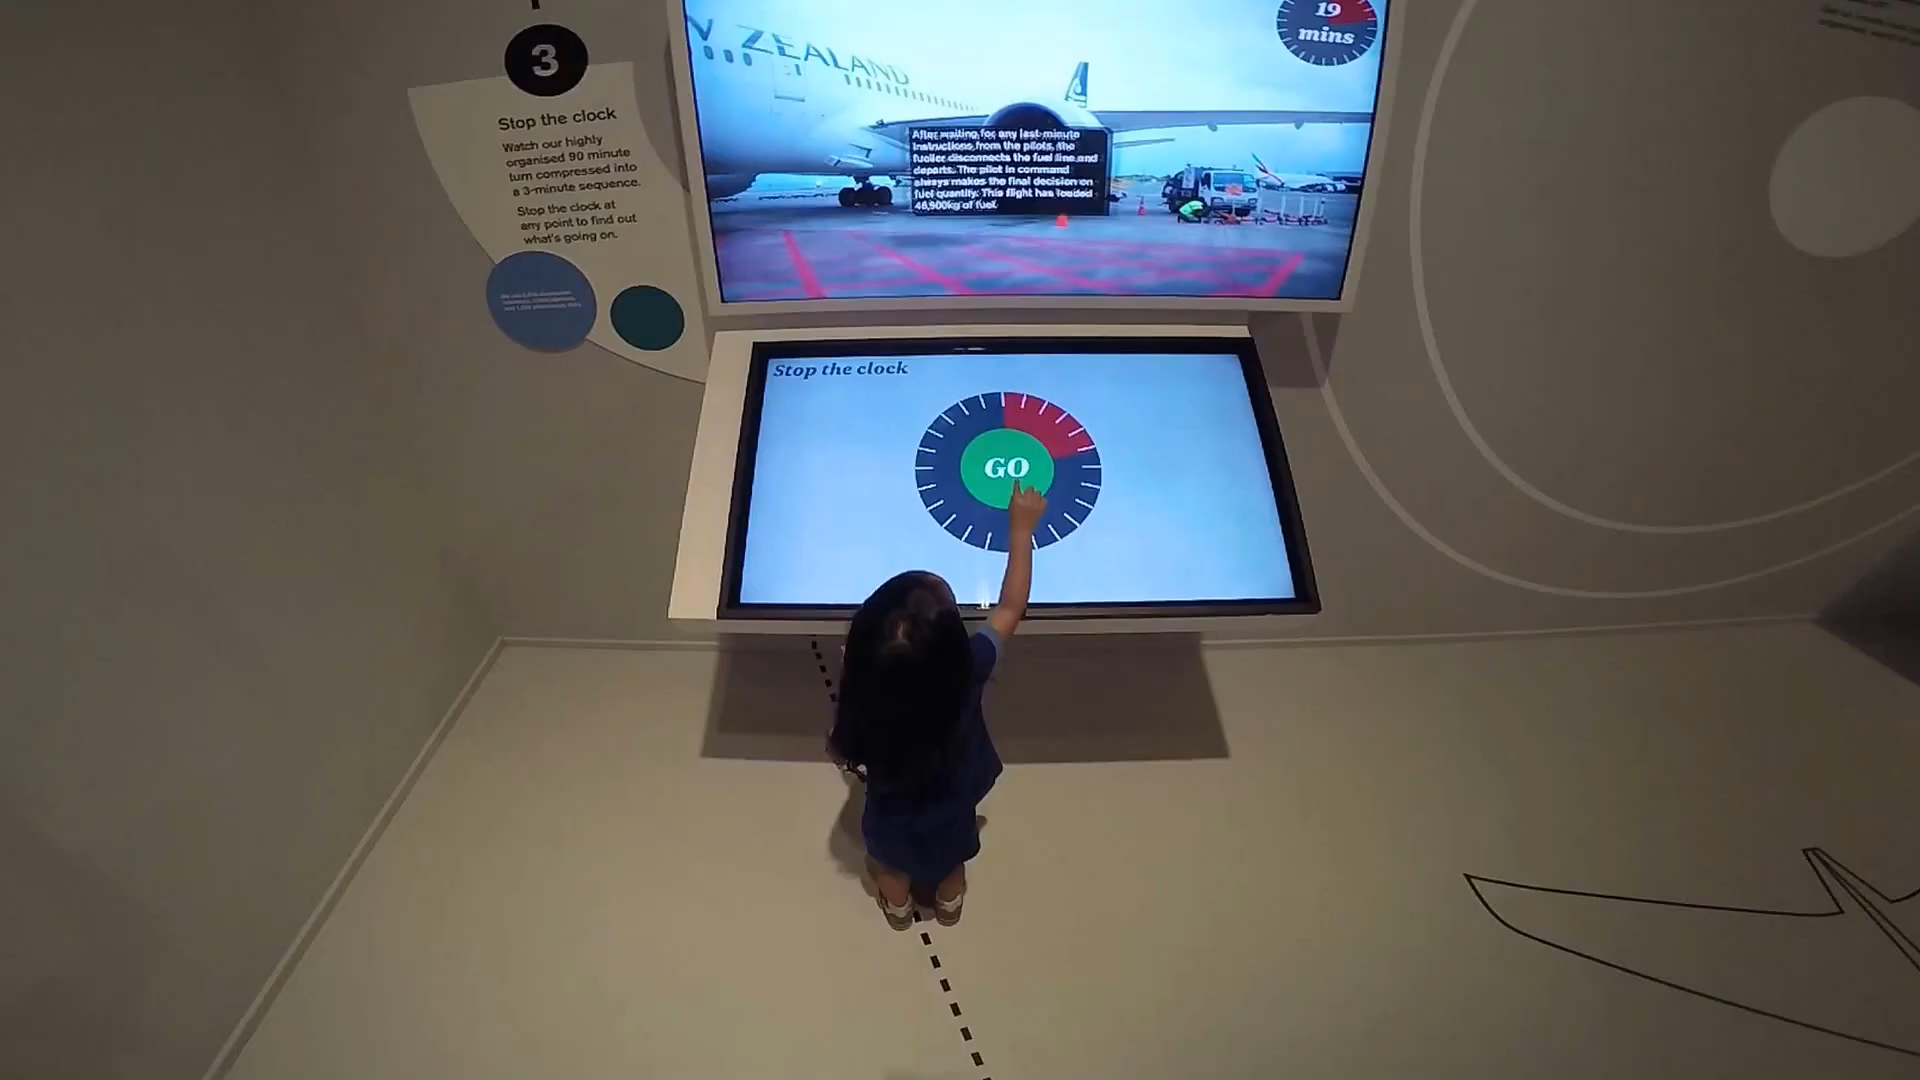 3
Stop the clock
Watch our highly
organised 90 minute
turn compressed into
a 3-minute sequence.
Stop the clock at
any point to find out
what's going on.
ZEALAND
19
mins
After waiting for any last-minute
instructions from the pilots, the
fueller disconnects the fuel line and
departs. The pilot in command
always makes the final decision on
fuel quantity. This flight has loaded
of fuel.
Stop the clock
GO